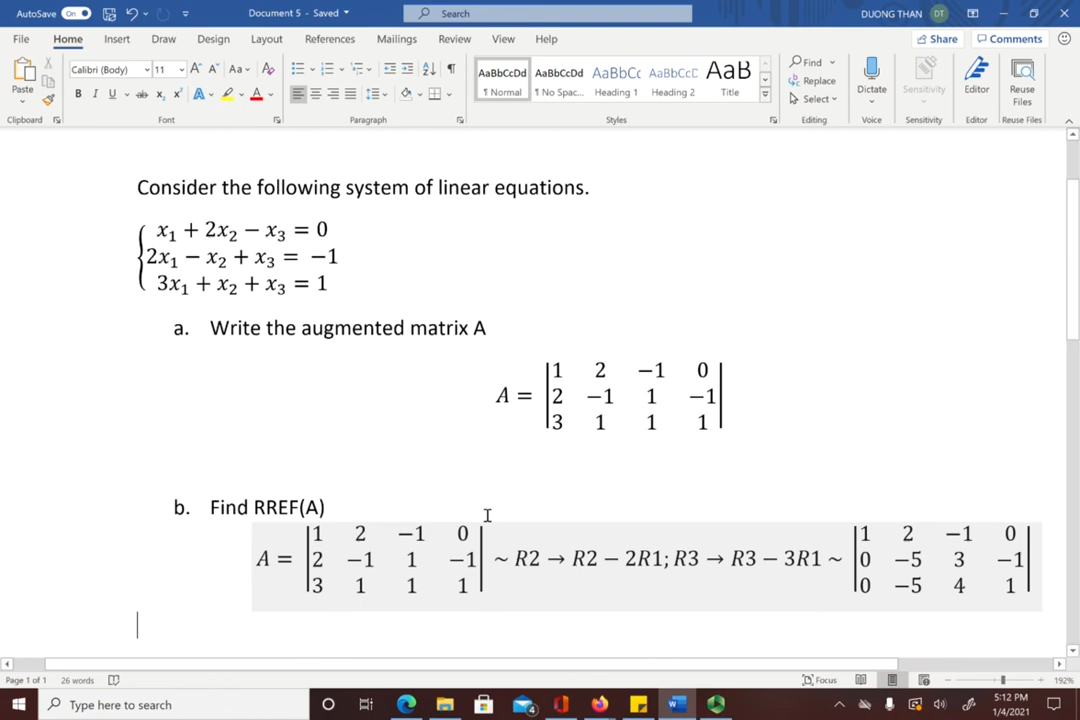 AutoSave On Document 5 - Saved Search DUONG THAN DT
File Home Insert Draw Design Layout References Mailings Review View Help Share Comments
Paste Calibri (Body) 11 A A Aa A AaBbCcDd AaBbCcDd AaBbCc AaBbCcC AaB Find Replace Select Dictate Sensitivity Editor Reuse Files
B I U ab x₂ x² A A ¶ Normal ¶ No Spac... Heading 1 Heading 2 Title
Clipboard Font Paragraph Styles Editing Voice Sensitivity Editor Reuse Files
Consider the following system of linear equations.
x₁ + 2x₂ − x₃ = 0
2x₁ − x₂ + x₃ = −1
3x₁ + x₂ + x₃ = 1
a. Write the augmented matrix A
|1 2 −1 0|
A = |2 −1 1 −1|
|3 1 1 1|
b. Find RREF(A)
|1 2 −1 0| |1 2 −1 0|
A = |2 −1 1 −1| ~ R2 → R2 − 2R1; R3 → R3 − 3R1 ~ |0 −5 3 −1|
|3 1 1 1| |0 −5 4 1|
Page 1 of 1 26 words Focus 192%
Type here to search 5:12 PM
1/4/2021